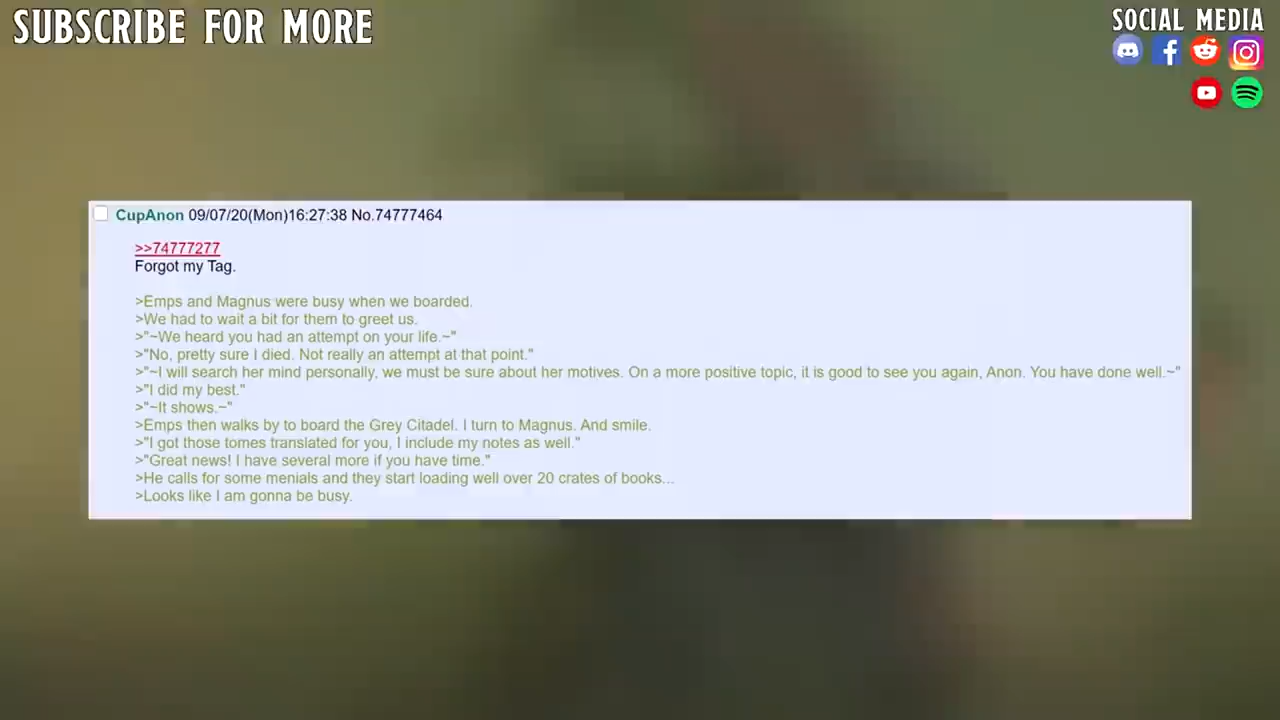 SUBSCRIBE FOR MORE
SOCIAL MEDIA
CupAnon 09/07/20(Mon)16:27:38 No.74777464
>>74777277
Forgot my Tag.
>Emps and Magnus were busy when we boarded.
>We had to wait a bit for them to greet us.
>"~We heard you had an attempt on your life.~"
>"No, pretty sure I died. Not really an attempt at that point."
>"~I will search her mind personally, we must be sure about her motives. On a more positive topic, it is good to see you again, Anon. You have done well.~"
>"I did my best."
>"~It shows.~"
>Emps then walks by to board the Grey Citadel. I turn to Magnus. And smile.
>"I got those tomes translated for you, I include my notes as well."
>"Great news! I have several more if you have time."
>He calls for some menials and they start loading well over 20 crates of books...
>Looks like I am gonna be busy.